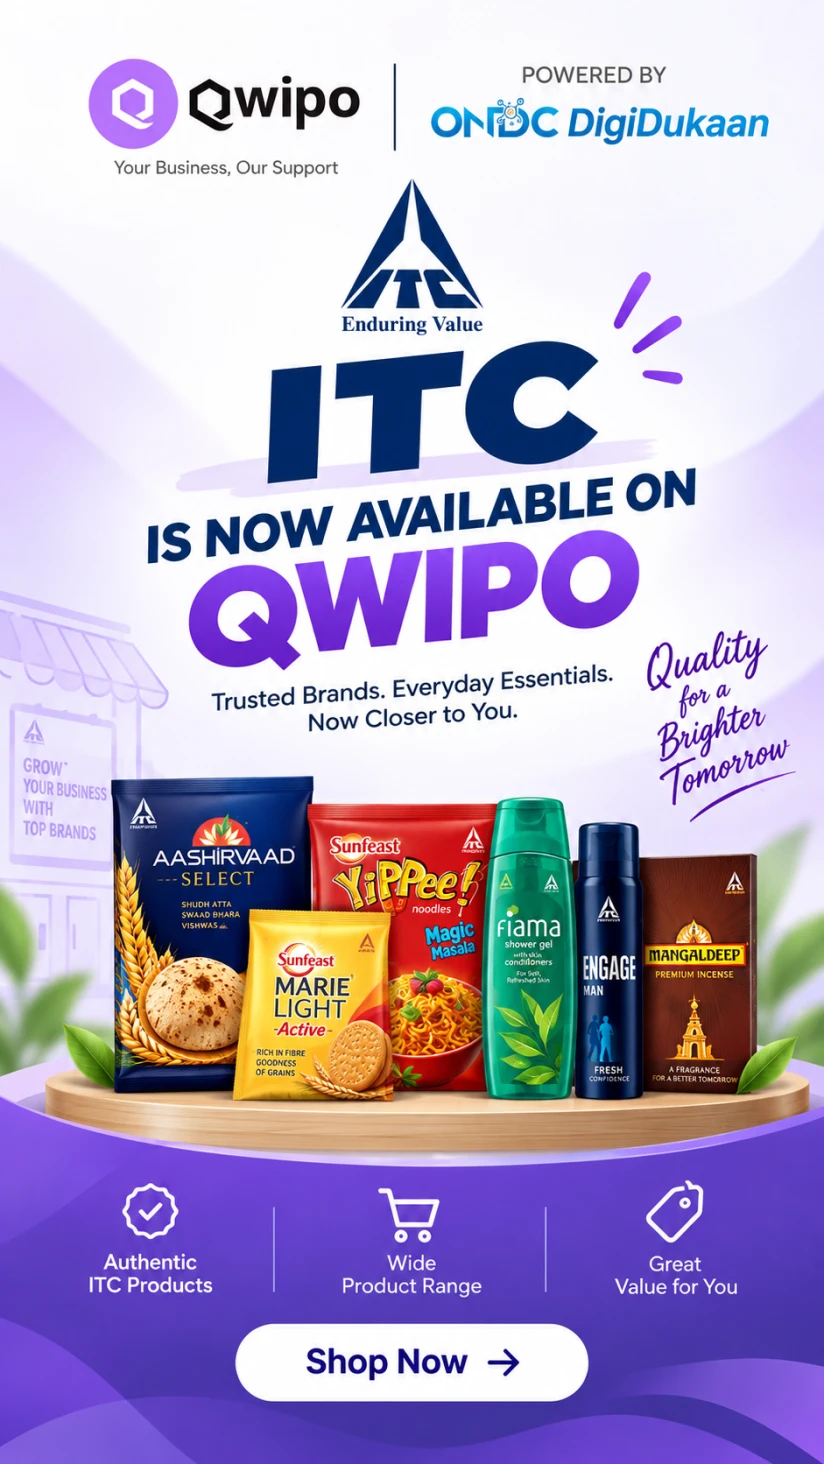 Qwipo
Your Business, Our Support
POWERED BY
ONDC DigiDukaan
ITC
Enduring Value
ITC
IS NOW AVAILABLE ON
QWIPO
Trusted Brands. Everyday Essentials.
Now Closer to You.
Quality
for a
Brighter
Tomorrow
GROW
YOUR BUSINESS
WITH
TOP BRANDS
AASHIRVAAD
SELECT
SHUDH ATTA
SWAAD BHARA
VISHWAS
Sunfeast
YiPPee!
noodles
Magic
Masala
Sunfeast
MARIE
LIGHT
-Active-
RICH IN FIBRE
GOODNESS
OF GRAINS
fiama
shower gel
with skin
conditioners
For Soft,
Refreshed Skin
ENGAGE
MAN
FRESH
CONFIDENCE
MANGALDEEP
PREMIUM INCENSE
A FRAGRANCE
FOR A BETTER TOMORROW
Authentic
ITC Products
Wide
Product Range
Great
Value for You
Shop Now →